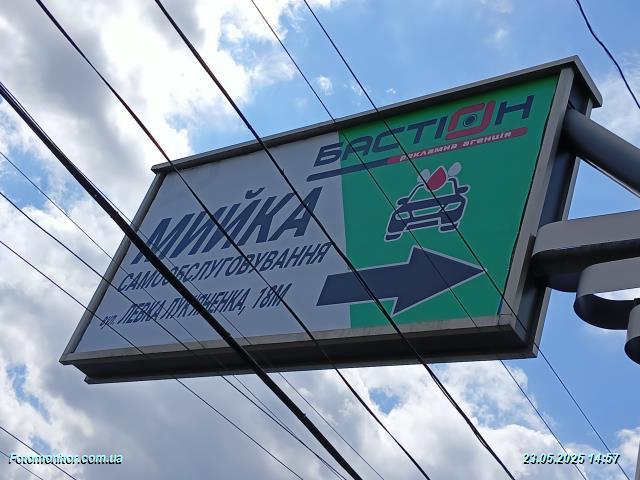 БАСТІОН
рекламна агенція
МИЙКА
САМООБСЛУГОВУВАННЯ
вул. ЛЕВКА ЛУК'ЯНЕНКА, 18М
Fotomonitor.com.ua
23.05.2025 14:57